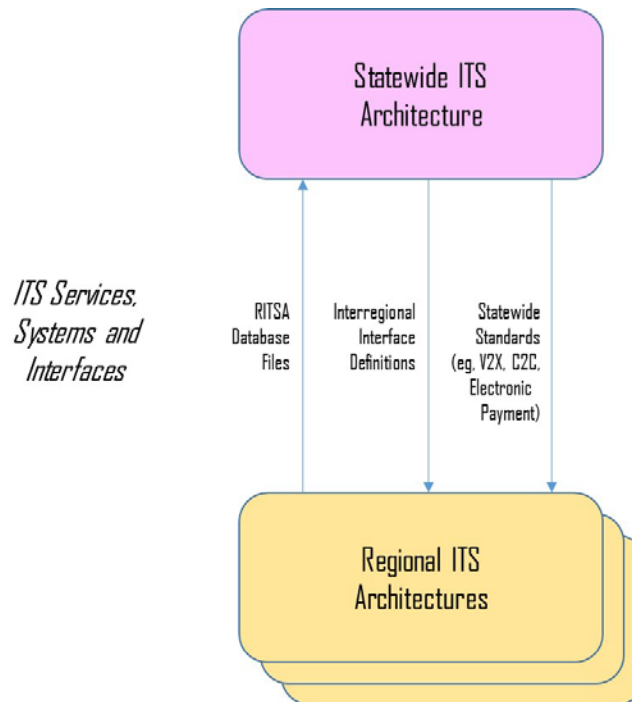 Statewide ITS
Architecture
ITS Services,
Systems and
Interfaces
RITSA
Database
Files
Interregional
Interface
Definitions
Statewide
Standards
(eg, V2X, C2C,
Electronic
Payment)
Regional ITS
Architectures